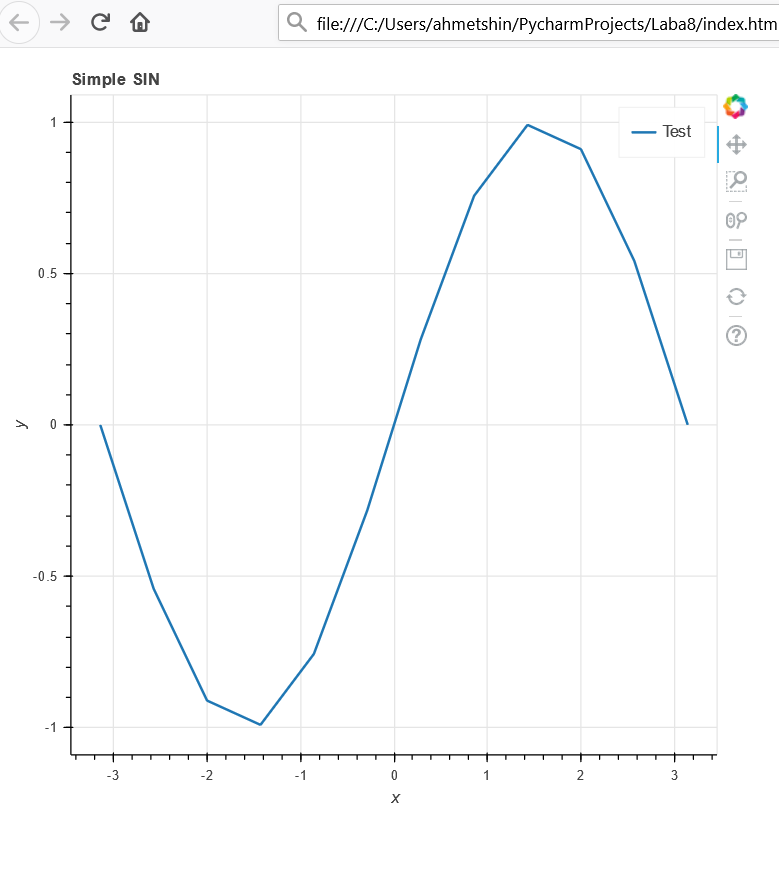 file:///C:/Users/ahmetshin/PycharmProjects/Laba8/index.htm
Simple SIN
Test
1
0.5
0
-0.5
-1
y
-3 -2 -1 0 1 2 3
x